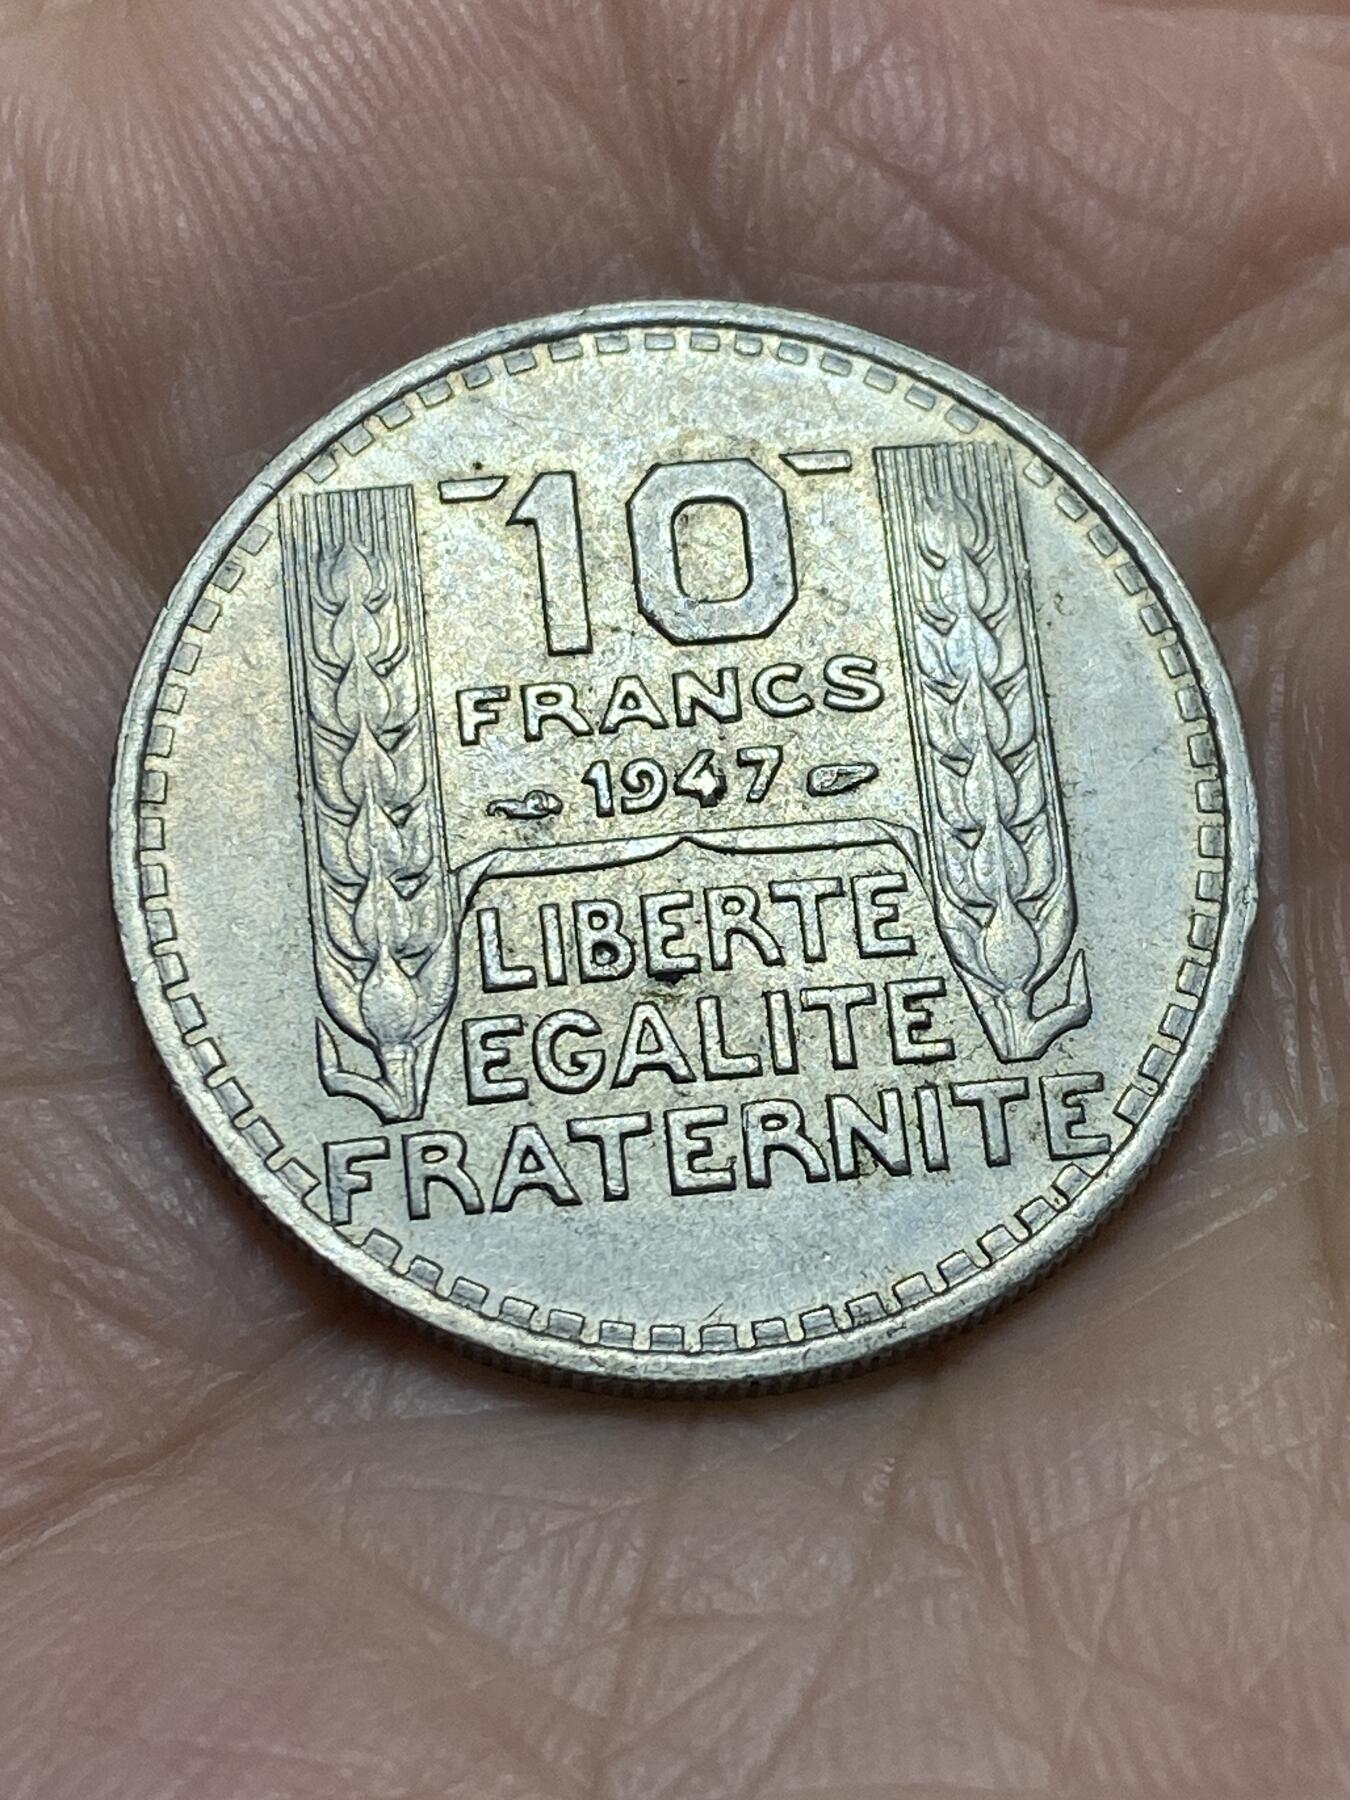 10
FRANCS
1947
LIBERTE
EGALITE
FRATERNITE